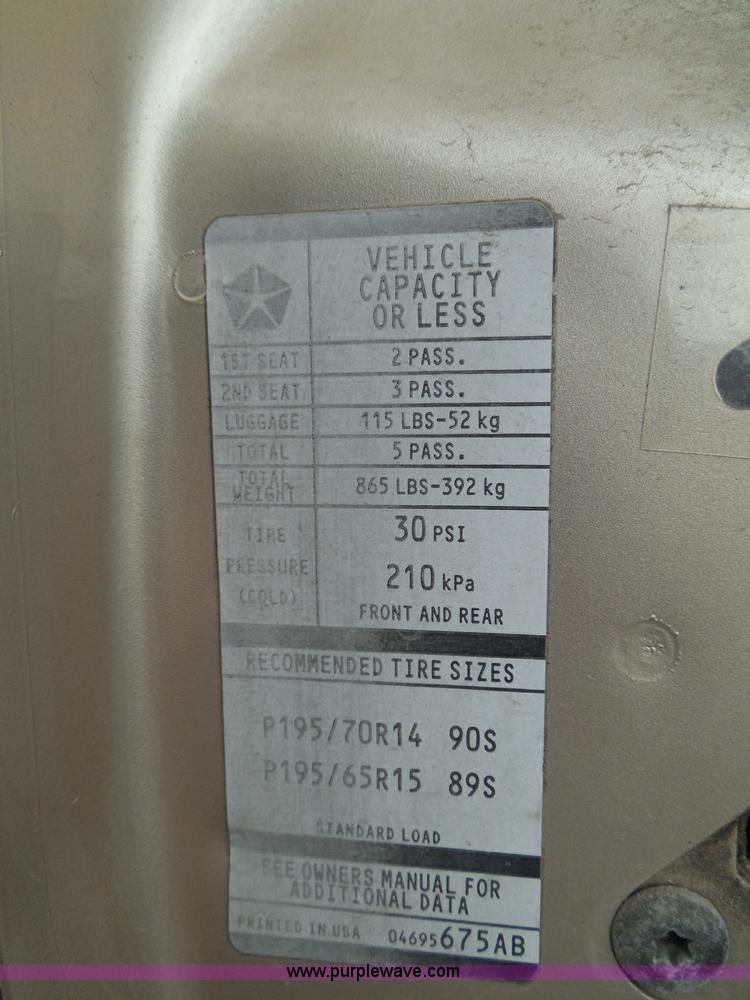 VEHICLE
CAPACITY
OR LESS
1ST SEAT 2 PASS.
2ND SEAT 3 PASS.
LUGGAGE 115 LBS-52 kg
TOTAL 5 PASS.
TOTAL WEIGHT 865 LBS-392 kg
TIRE 30 PSI
PRESSURE 210 kPa
(COLD) FRONT AND REAR
RECOMMENDED TIRE SIZES
P195/70R14 90S
P195/65R15 89S
STANDARD LOAD
SEE OWNERS MANUAL FOR
ADDITIONAL DATA
PRINTED IN USA 04695675AB
www.purplewave.com